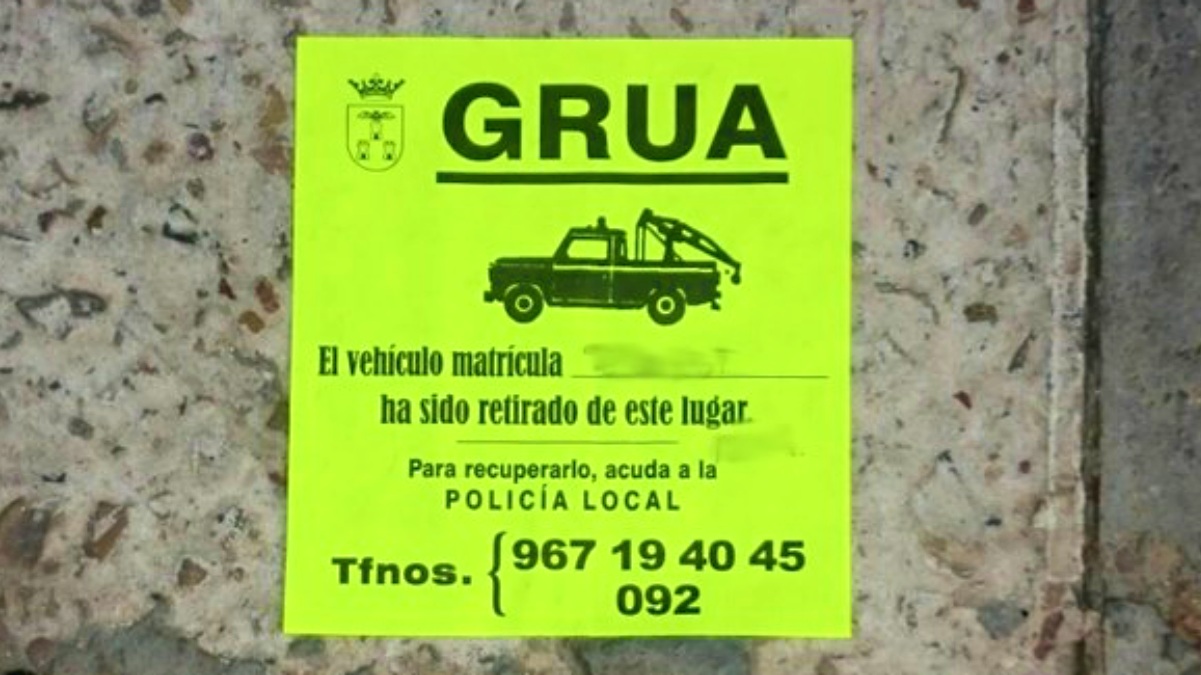 GRUA
El vehículo matrícula
ha sido retirado de este lugar
Para recuperarlo, acuda a la
POLICÍA LOCAL
Tfnos. { 967 19 40 45
092